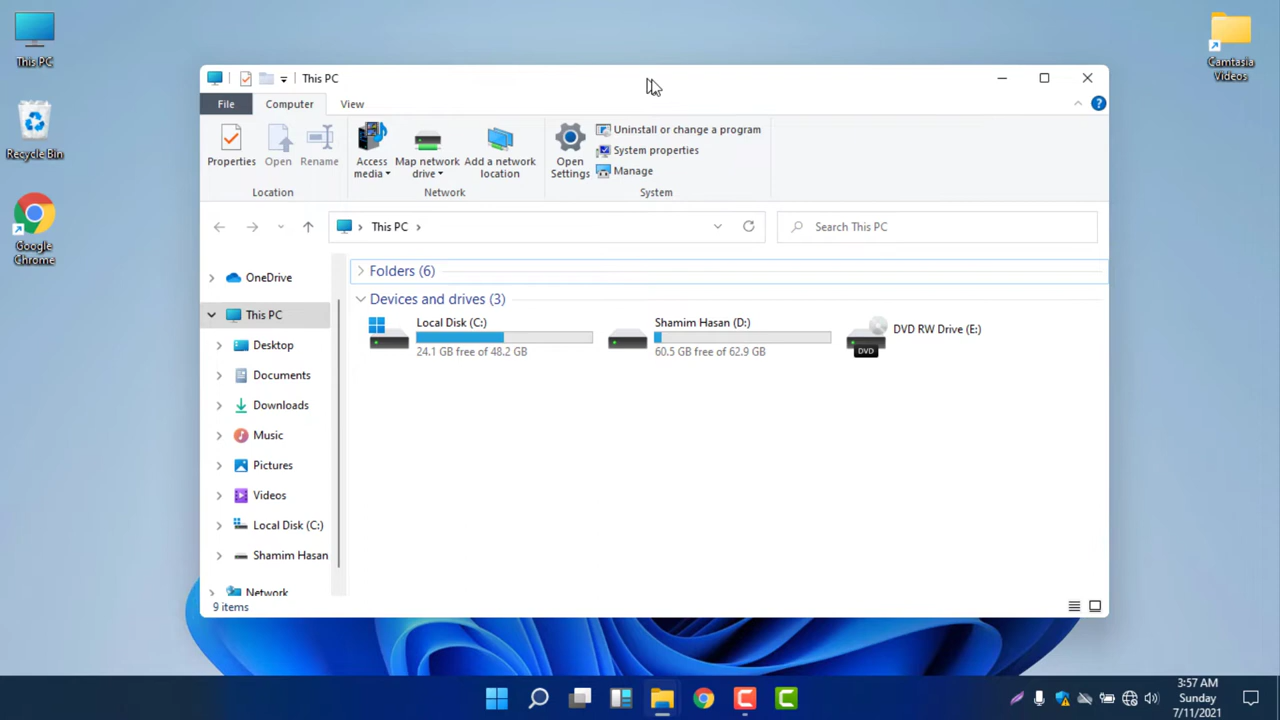 This PC
Recycle Bin
Google
Chrome
Camtasia
Videos
This PC
File
Computer
View
Properties
Open
Rename
Location
Access
media
Map network
drive
Add a network
location
Network
Open
Settings
Uninstall or change a program
System properties
Manage
System
This PC
Search This PC
OneDrive
This PC
Desktop
Documents
Downloads
Music
Pictures
Videos
Local Disk (C:)
Shamim Hasan
Network
Folders (6)
Devices and drives (3)
Local Disk (C:)
24.1 GB free of 48.2 GB
Shamim Hasan (D:)
60.5 GB free of 62.9 GB
DVD
DVD RW Drive (E:)
9 items
3:57 AM
Sunday
7/11/2021